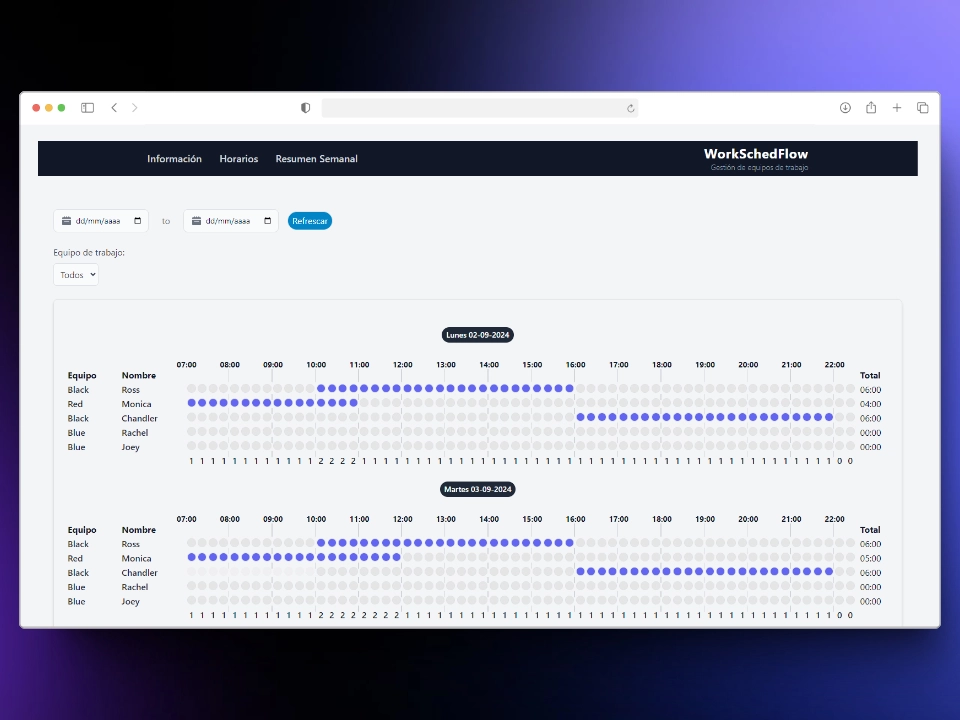 Información Horarios Resumen Semanal
WorkSchedFlow
Gestión de equipos de trabajo
dd/mm/aaaa to dd/mm/aaaa Refrescar
Equipo de trabajo:
Todos
Lunes 02-09-2024
07:00 08:00 09:00 10:00 11:00 12:00 13:00 14:00 15:00 16:00 17:00 18:00 19:00 20:00 21:00 22:00
Equipo Nombre Total
Black Ross 06:00
Red Monica 04:00
Black Chandler 06:00
Blue Rachel 00:00
Blue Joey 00:00
1 1 1 1 1 1 1 1 1 1 1 1 2 2 2 2 1 1 1 1 1 1 1 1 1 1 1 1 1 1 1 1 1 1 1 1 1 1 1 1 1 1 1 1 1 1 1 1 1 1 1 1 1 1 1 1 1 1 1 1 0 0
Martes 03-09-2024
07:00 08:00 09:00 10:00 11:00 12:00 13:00 14:00 15:00 16:00 17:00 18:00 19:00 20:00 21:00 22:00
Equipo Nombre Total
Black Ross 06:00
Red Monica 05:00
Black Chandler 06:00
Blue Rachel 00:00
Blue Joey 00:00
1 1 1 1 1 1 1 1 1 1 1 1 2 2 2 2 2 2 2 2 1 1 1 1 1 1 1 1 1 1 1 1 1 1 1 1 1 1 1 1 1 1 1 1 1 1 1 1 1 1 1 1 1 1 1 1 1 1 1 1 0 0